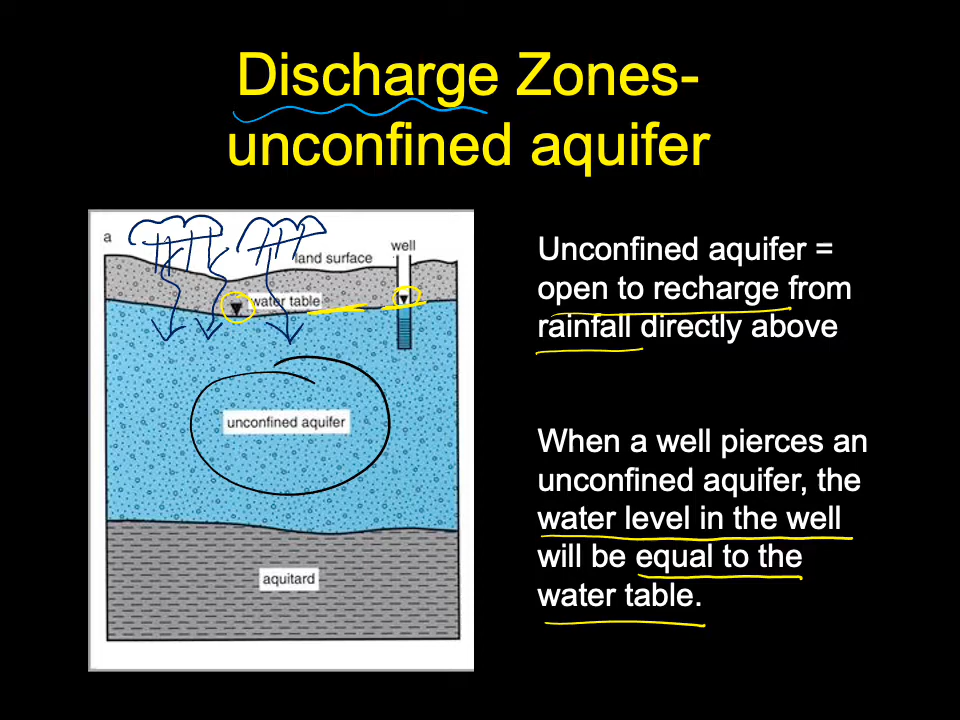 Discharge Zones-
unconfined aquifer
a
well
land surface
water table
unconfined aquifer
aquitard
Unconfined aquifer =
open to recharge from
rainfall directly above
When a well pierces an
unconfined aquifer, the
water level in the well
will be equal to the
water table.